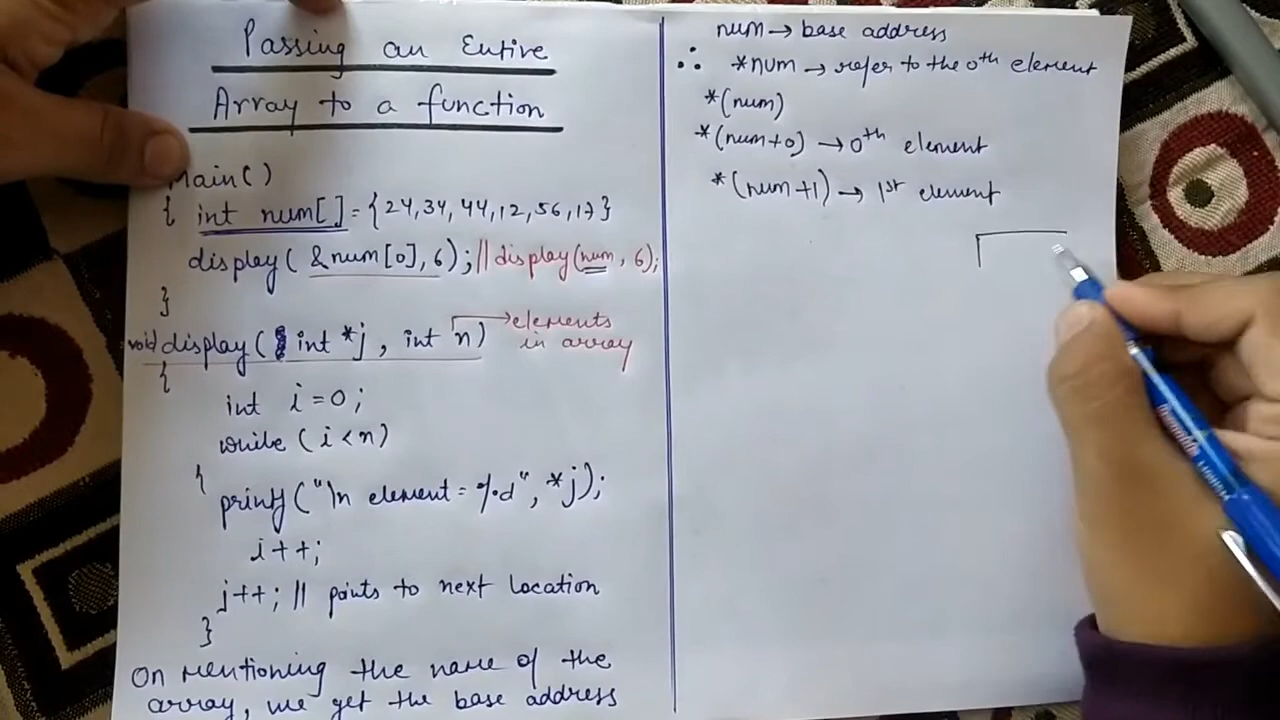 Passing an Entire
Array to a function
main()
{ int num[] = {24,34,44,12,56,17}
display( &num[0], 6); // display(num, 6);
}
void display( int *j, int n) → elements in array
{
int i=0;
while (i<n)
{
printf("\n element = %d", *j);
i++;
j++; // points to next location
}
On mentioning the name of the
array, we get the base address
num → base address
∴ *num → refer to the 0th element
*(num)
*(num+0) → 0th element
*(num+1) → 1st element